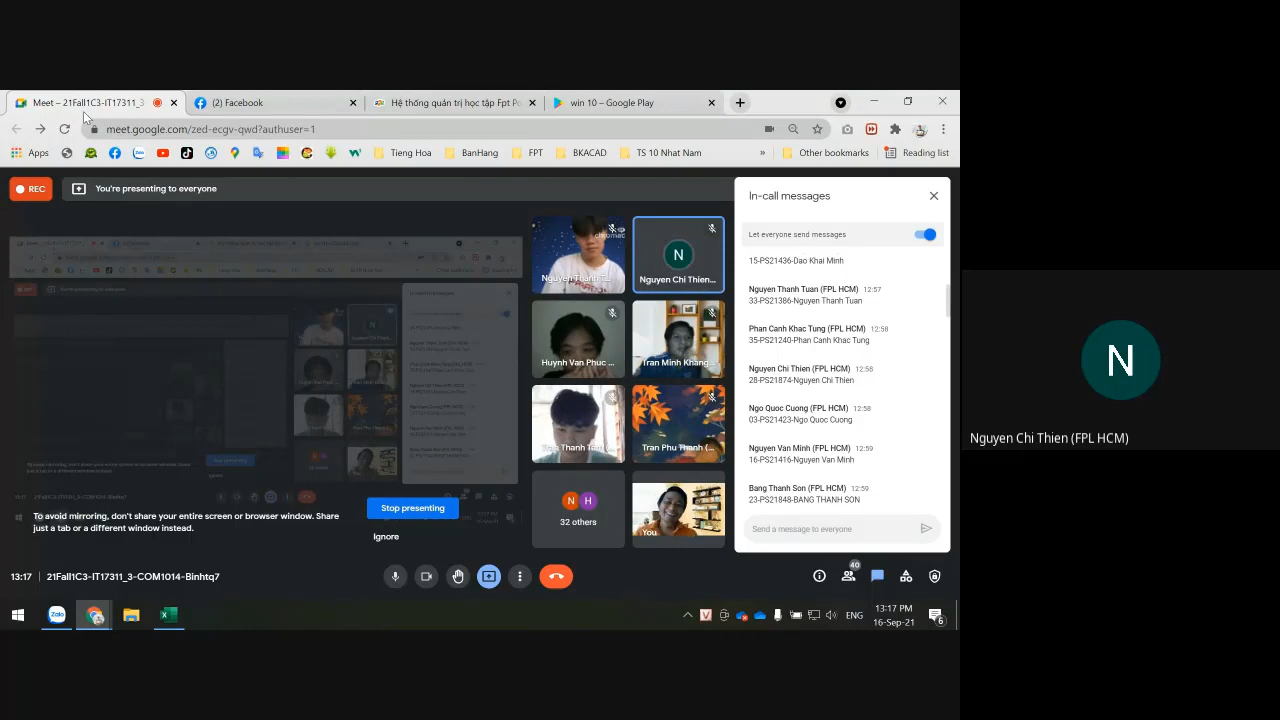 Meet – 21Fall1C3-IT17311_3
(2) Facebook
Hệ thống quản trị học tập Fpt Po
win 10 – Google Play
meet.google.com/zed-ecgv-qwd?authuser=1
Apps
Tieng Hoa
BanHang
FPT
BKACAD
TS 10 Nhat Nam
»
Other bookmarks
Reading list
REC
You're presenting to everyone
Nguyen Thanh T...
Nguyen Chi Thien...
Huynh Van Phuc ...
Tran Minh Khang
Tran Thanh Tan (
Tran Phu Thanh (...
N H
32 others
You
To avoid mirroring, don't share your entire screen or browser window. Share
just a tab or a different window instead.
Stop presenting
Ignore
In-call messages
Let everyone send messages
15-PS21436-Dao Khai Minh
Nguyen Thanh Tuan (FPL HCM) 12:57
33-PS21386-Nguyen Thanh Tuan
Phan Canh Khac Tung (FPL HCM) 12:58
35-PS21240-Phan Canh Khac Tung
Nguyen Chi Thien (FPL HCM) 12:58
28-PS21874-Nguyen Chi Thien
Ngo Quoc Cuong (FPL HCM) 12:58
03-PS21423-Ngo Quoc Cuong
Nguyen Van Minh (FPL HCM) 12:59
16-PS21416-Nguyen Van Minh
Bang Thanh Son (FPL HCM) 12:59
23-PS21848-BANG THANH SON
Send a message to everyone
13:17 | 21Fall1C3-IT17311_3-COM1014-Binhtq7
40
Zalo
ENG
13:17 PM
16-Sep-21
6
N
Nguyen Chi Thien (FPL HCM)